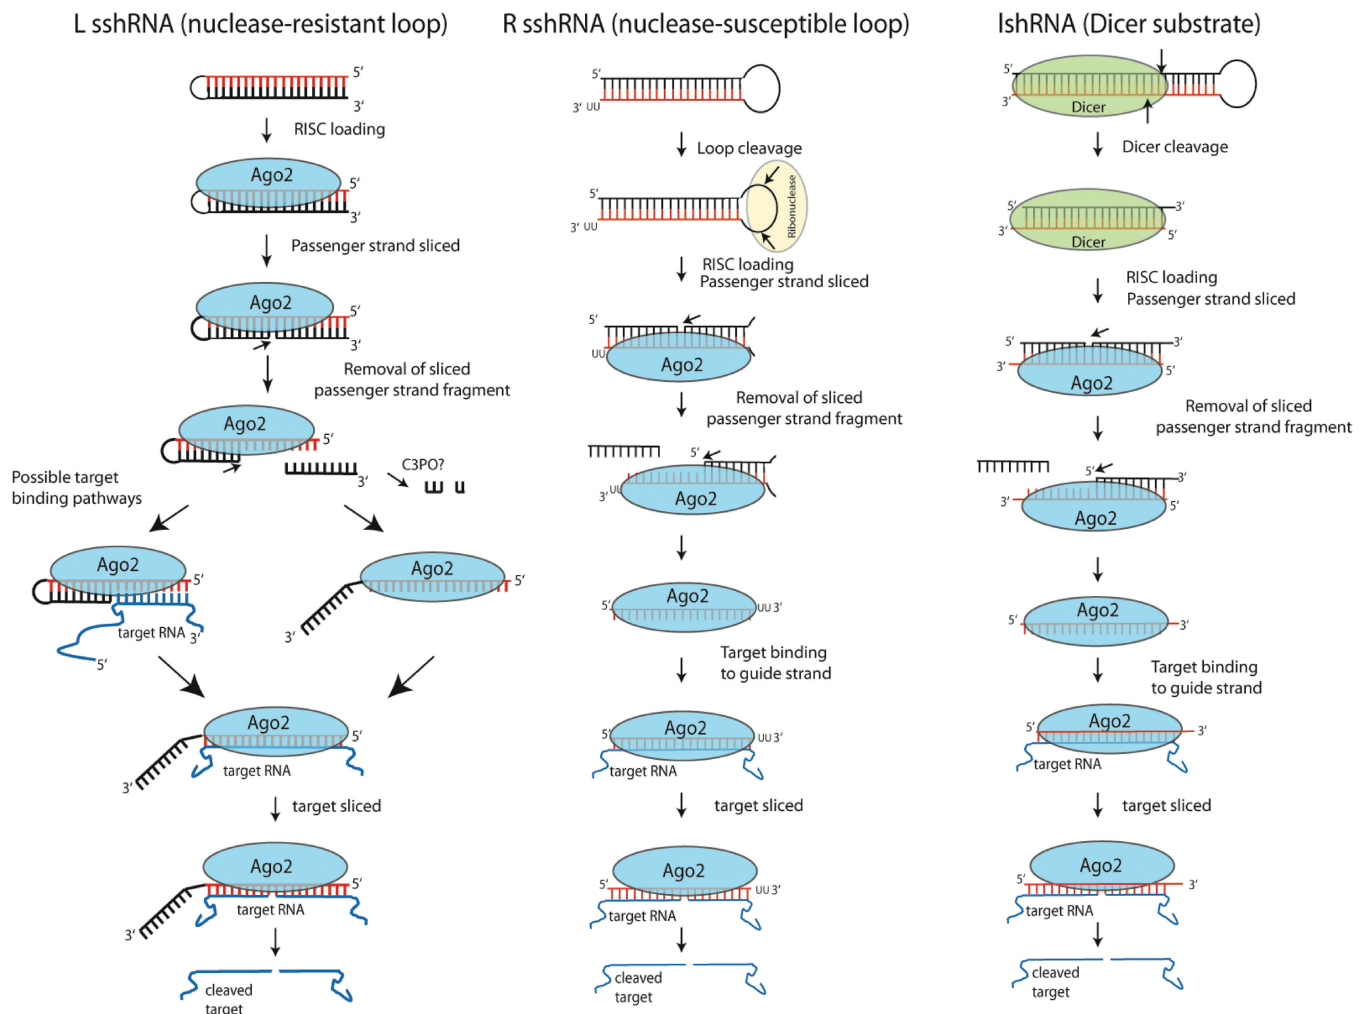 L sshRNA (nuclease-resistant loop)
5'
3'
RISC loading
Ago2
5'
3'
Passenger strand sliced
Ago2
5'
3'
Removal of sliced
passenger strand fragment
Ago2
5'
3'
C3PO?
Possible target
binding pathways
Ago2
5'
target RNA
3'
5'
Ago2
5'
3'
Ago2
5'
target RNA
3'
target sliced
Ago2
5'
target RNA
3'
cleaved
target
R sshRNA (nuclease-susceptible loop)
5'
3' UU
Loop cleavage
5'
3' UU
Ribonuclease
RISC loading
Passenger strand sliced
5'
UU
Ago2
Removal of sliced
passenger strand fragment
5'
3' UU
Ago2
Ago2
5'
UU 3'
Target binding
to guide strand
Ago2
5'
UU 3'
target RNA
target sliced
Ago2
5'
UU 3'
target RNA
cleaved
target
lshRNA (Dicer substrate)
5'
3'
Dicer
Dicer cleavage
5'
3'
Dicer
5'
RISC loading
Passenger strand sliced
5'
3'
3'
5'
Ago2
Removal of sliced
passenger strand fragment
5'
3'
3'
5'
Ago2
Ago2
5'
3'
Target binding
to guide strand
Ago2
5'
3'
target RNA
target sliced
Ago2
5'
3'
target RNA
cleaved
target